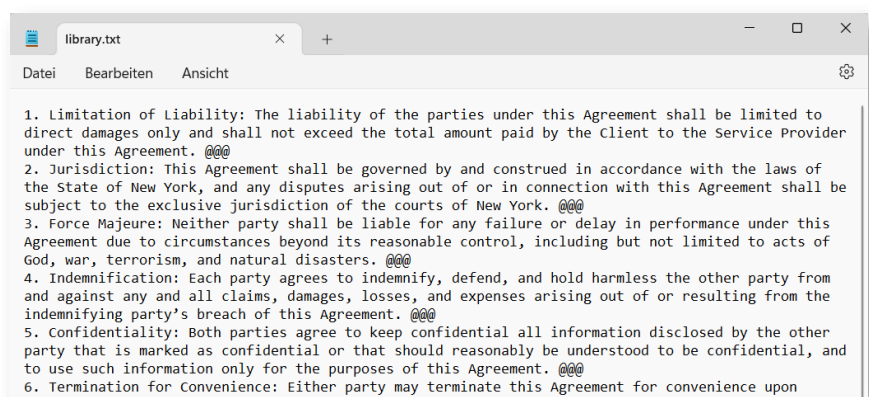 library.txt
Datei Bearbeiten Ansicht
1. Limitation of Liability: The liability of the parties under this Agreement shall be limited to
direct damages only and shall not exceed the total amount paid by the Client to the Service Provider
under this Agreement. @@@
2. Jurisdiction: This Agreement shall be governed by and construed in accordance with the laws of
the State of New York, and any disputes arising out of or in connection with this Agreement shall be
subject to the exclusive jurisdiction of the courts of New York. @@@
3. Force Majeure: Neither party shall be liable for any failure or delay in performance under this
Agreement due to circumstances beyond its reasonable control, including but not limited to acts of
God, war, terrorism, and natural disasters. @@@
4. Indemnification: Each party agrees to indemnify, defend, and hold harmless the other party from
and against any and all claims, damages, losses, and expenses arising out of or resulting from the
indemnifying party’s breach of this Agreement. @@@
5. Confidentiality: Both parties agree to keep confidential all information disclosed by the other
party that is marked as confidential or that should reasonably be understood to be confidential, and
to use such information only for the purposes of this Agreement. @@@
6. Termination for Convenience: Either party may terminate this Agreement for convenience upon